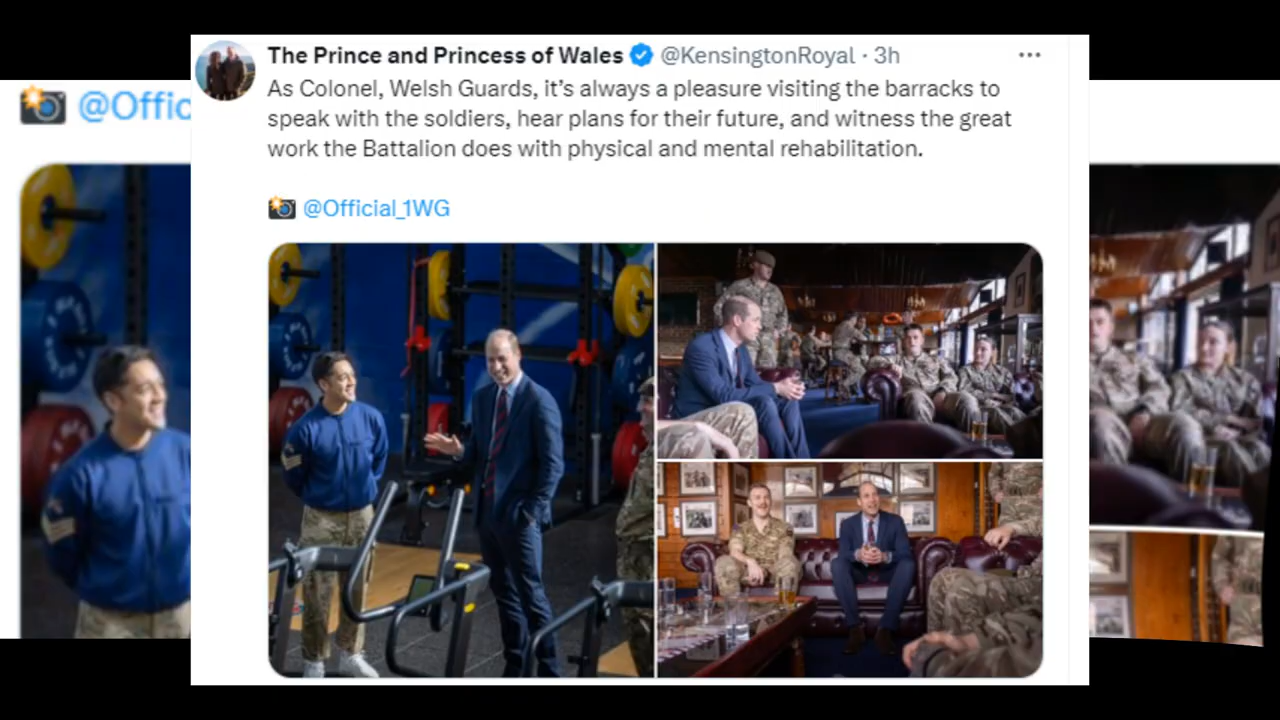 The Prince and Princess of Wales @KensingtonRoyal · 3h
As Colonel, Welsh Guards, it’s always a pleasure visiting the barracks to
speak with the soldiers, hear plans for their future, and witness the great
work the Battalion does with physical and mental rehabilitation.
@Official_1WG
@Offic